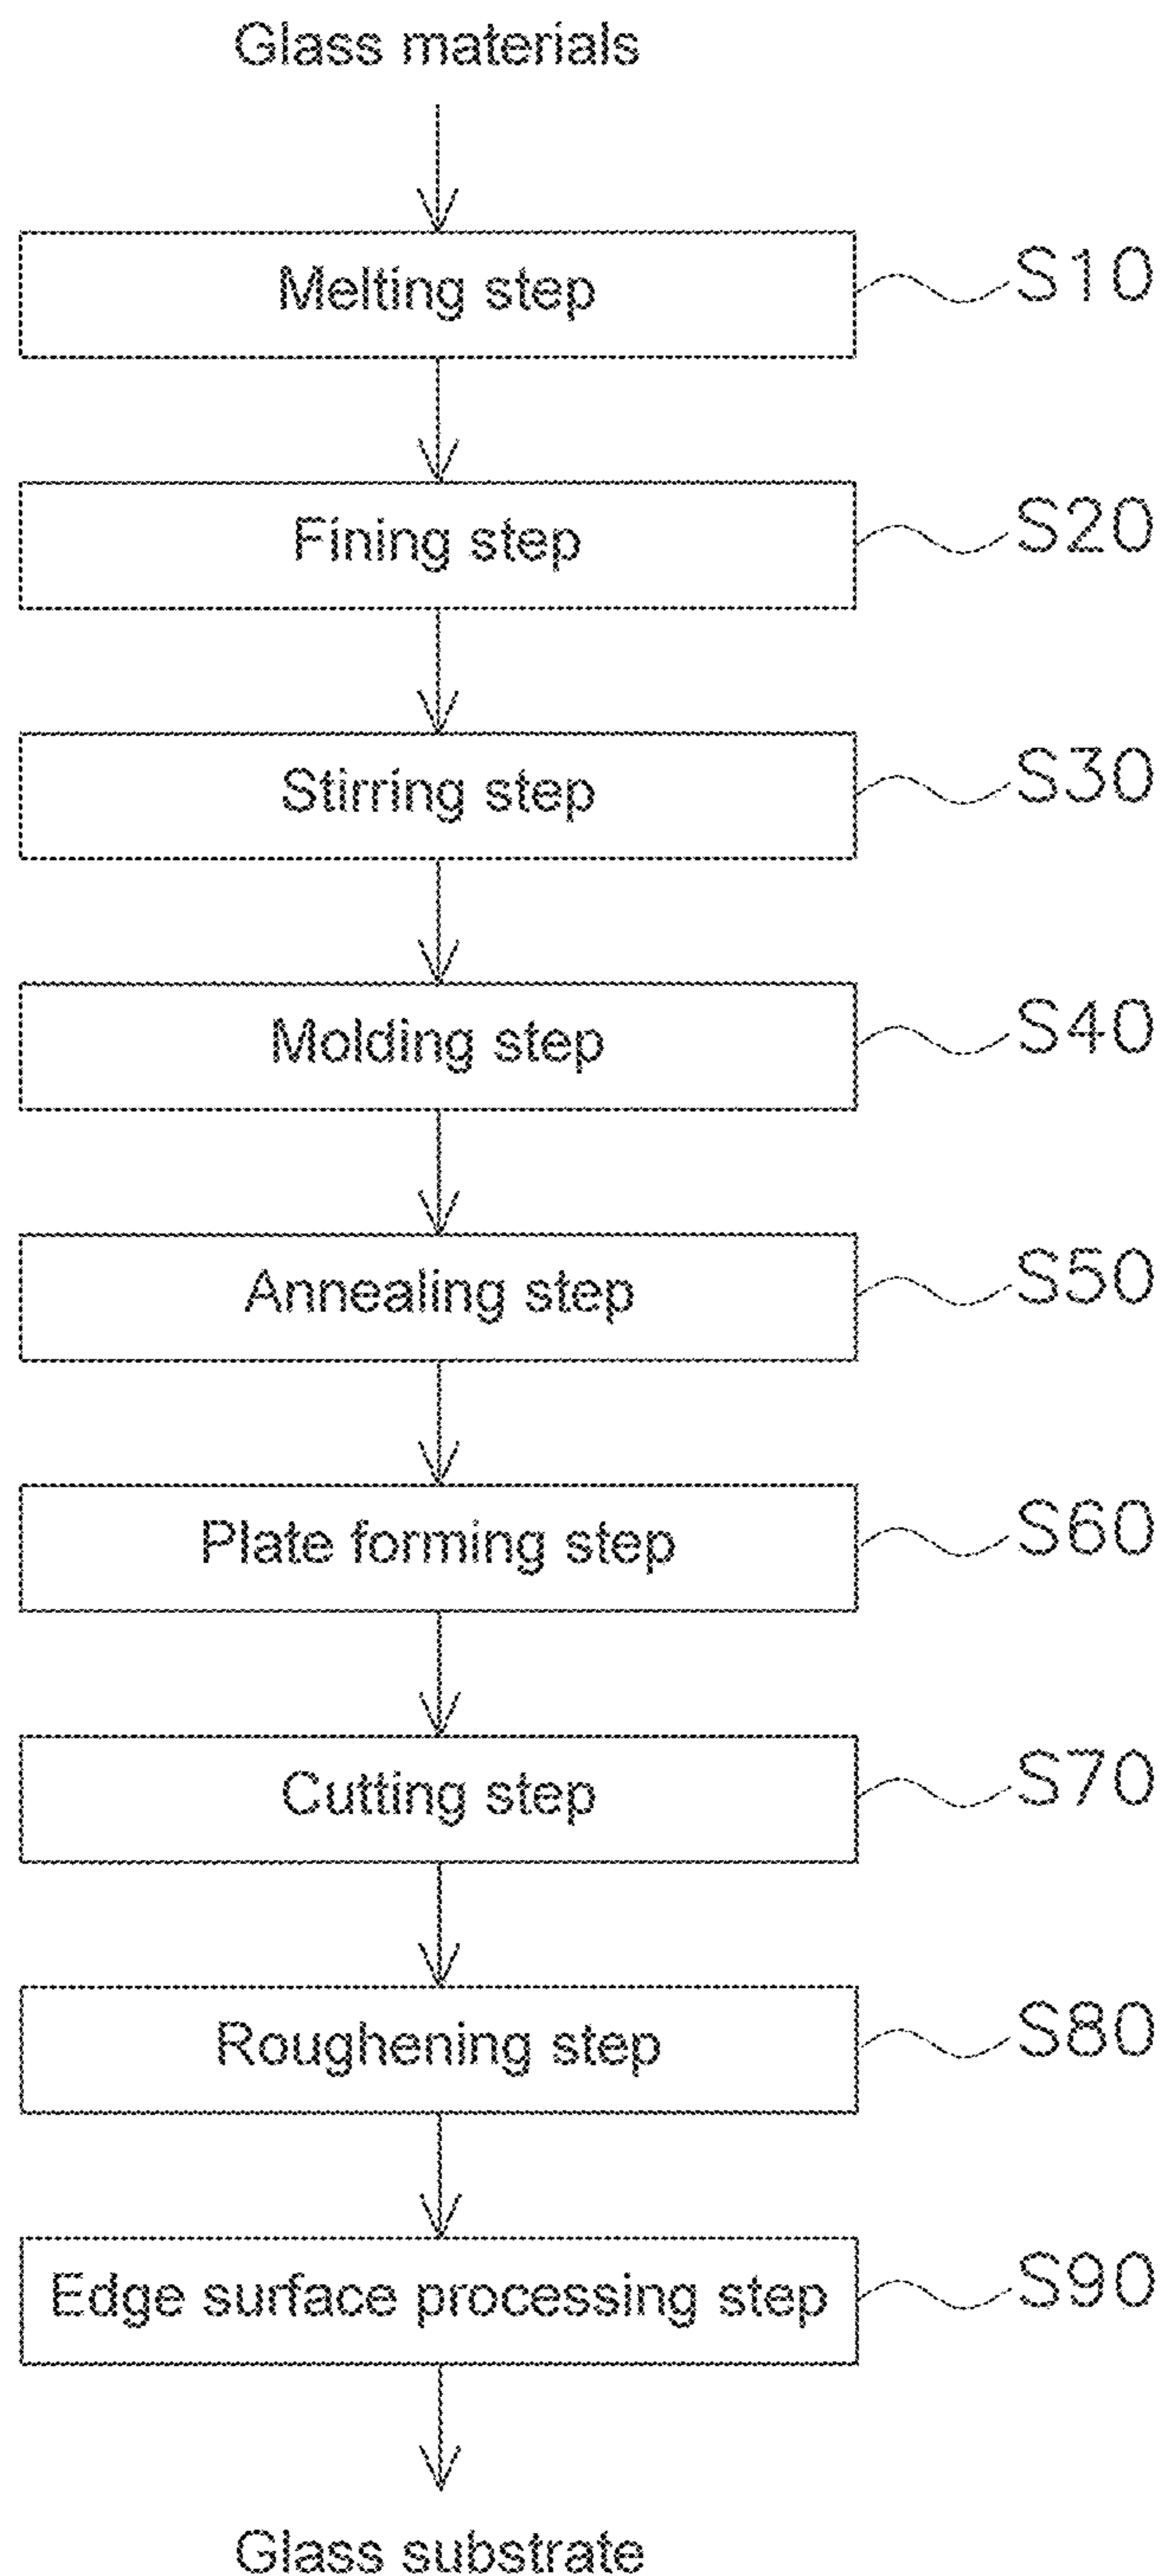 Glass materials
Melting step S10
Fining step S20
Stirring step S30
Molding step S40
Annealing step S50
Plate forming step S60
Cutting step S70
Roughening step S80
Edge surface processing step S90
Glass substrate